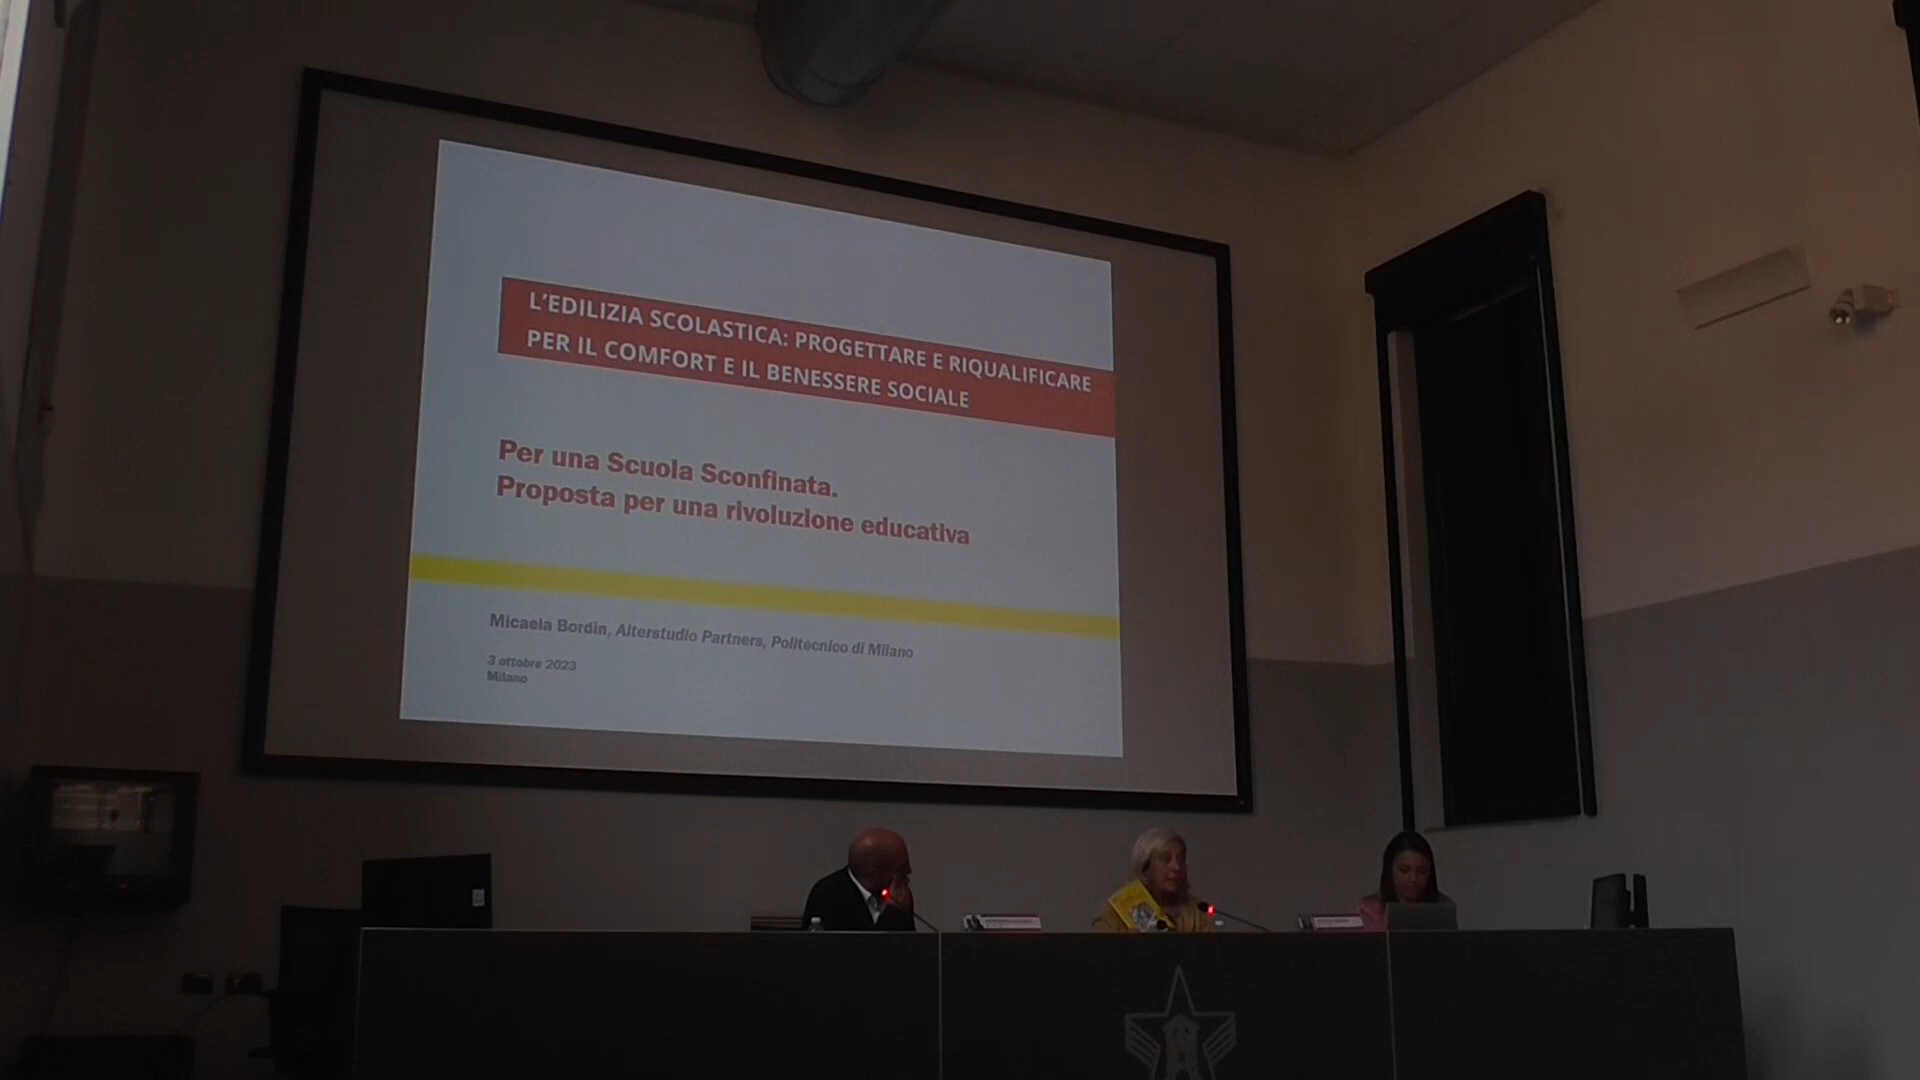 L'EDILIZIA SCOLASTICA: PROGETTARE E RIQUALIFICARE
PER IL COMFORT E IL BENESSERE SOCIALE
Per una Scuola Sconfinata.
Proposta per una rivoluzione educativa
Micaela Bordin, Alterstudio Partners, Politecnico di Milano
3 ottobre 2023
Milano